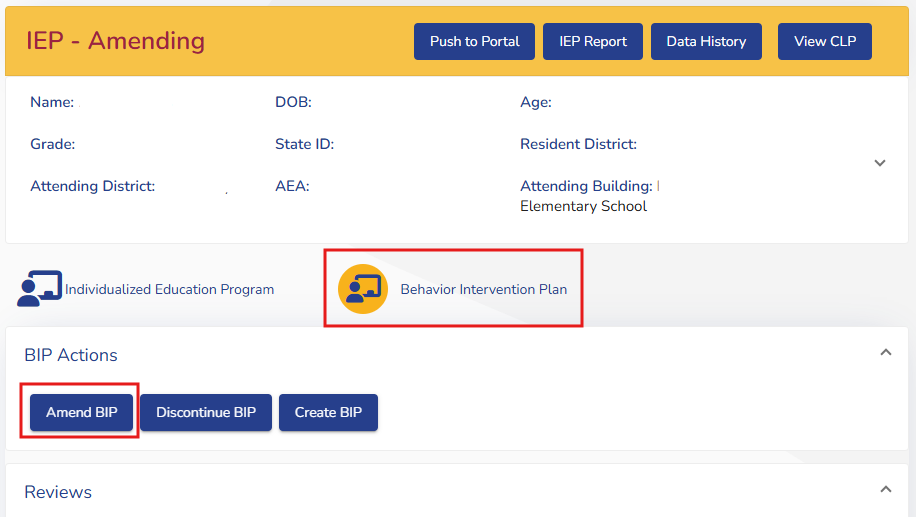 IEP - Amending
Push to Portal
IEP Report
Data History
View CLP
Name:
DOB:
Age:
Grade:
State ID:
Resident District:
Attending District:
AEA:
Attending Building:
Elementary School
Individualized Education Program
Behavior Intervention Plan
BIP Actions
Amend BIP
Discontinue BIP
Create BIP
Reviews